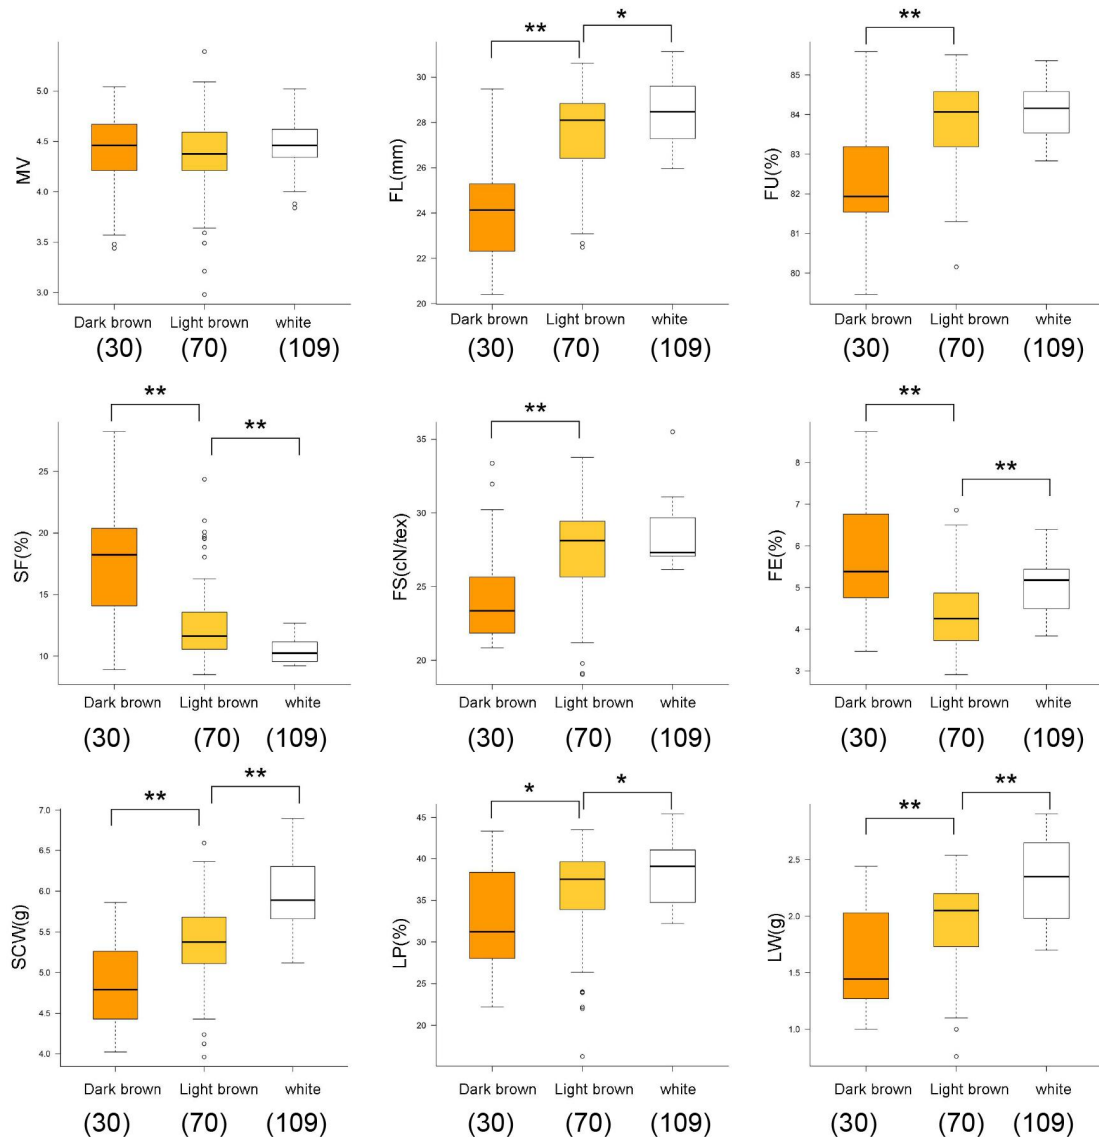 ** * **
MV
5.0
4.5
4.0
3.5
3.0
Dark brown Light brown white
(30) (70) (109)
FL(mm)
30
28
26
24
22
20
Dark brown Light brown white
(30) (70) (109)
FU(%)
85
84
83
82
81
80
Dark brown Light brown white
(30) (70) (109)
** **
SF(%)
25
20
15
10
Dark brown Light brown white
(30) (70) (109)
**
FS(cN/tex)
35
30
25
20
Dark brown Light brown white
(30) (70) (109)
** **
FE(%)
8
7
6
5
4
3
Dark brown Light brown white
(30) (70) (109)
** **
SCW(g)
7.0
6.5
6.0
5.5
5.0
4.5
4.0
Dark brown Light brown white
(30) (70) (109)
* *
LP(%)
45
40
35
30
25
20
Dark brown Light brown white
(30) (70) (109)
** **
LW(g)
2.5
2.0
1.5
1.0
Dark brown Light brown white
(30) (70) (109)